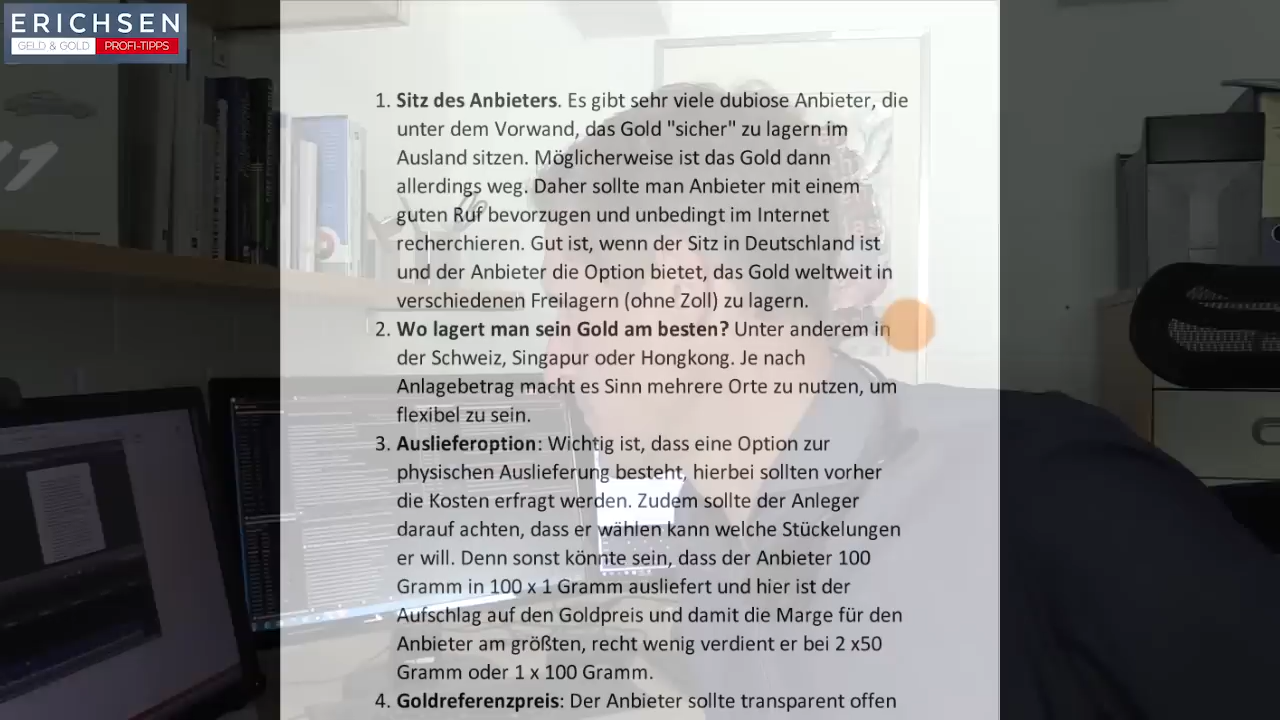 ERICHSEN
GELD & GOLD PROFI-TIPPS
1. Sitz des Anbieters. Es gibt sehr viele dubiose Anbieter, die
unter dem Vorwand, das Gold "sicher" zu lagern im
Ausland sitzen. Möglicherweise ist das Gold dann
allerdings weg. Daher sollte man Anbieter mit einem
guten Ruf bevorzugen und unbedingt im Internet
recherchieren. Gut ist, wenn der Sitz in Deutschland ist
und der Anbieter die Option bietet, das Gold weltweit in
verschiedenen Freilagern (ohne Zoll) zu lagern.
2. Wo lagert man sein Gold am besten? Unter anderem in
der Schweiz, Singapur oder Hongkong. Je nach
Anlagebetrag macht es Sinn mehrere Orte zu nutzen, um
flexibel zu sein.
3. Auslieferoption: Wichtig ist, dass eine Option zur
physischen Auslieferung besteht, hierbei sollten vorher
die Kosten erfragt werden. Zudem sollte der Anleger
darauf achten, dass er wählen kann welche Stückelungen
er will. Denn sonst könnte sein, dass der Anbieter 100
Gramm in 100 x 1 Gramm ausliefert und hier ist der
Aufschlag auf den Goldpreis und damit die Marge für den
Anbieter am größten, recht wenig verdient er bei 2 x50
Gramm oder 1 x 100 Gramm.
4. Goldreferenzpreis: Der Anbieter sollte transparent offen